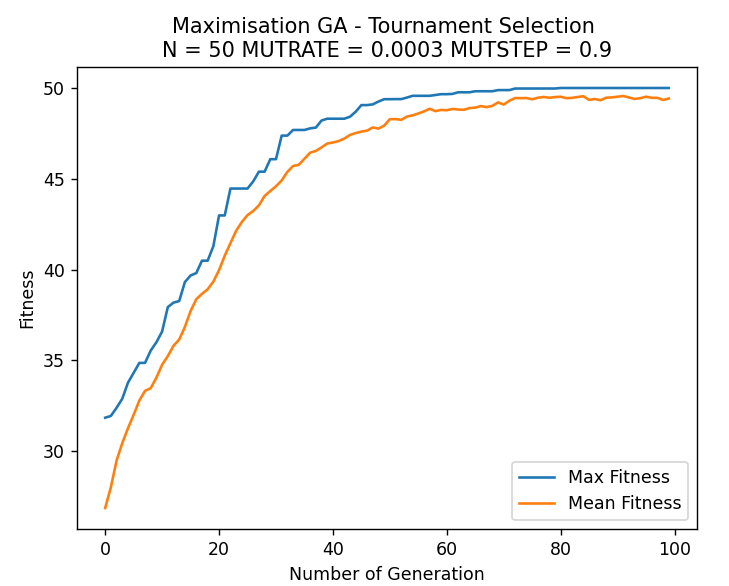 Maximisation GA - Tournament Selection
N = 50 MUTRATE = 0.0003 MUTSTEP = 0.9
50
45
40
35
30
Fitness
Max Fitness
Mean Fitness
0 20 40 60 80 100
Number of Generation